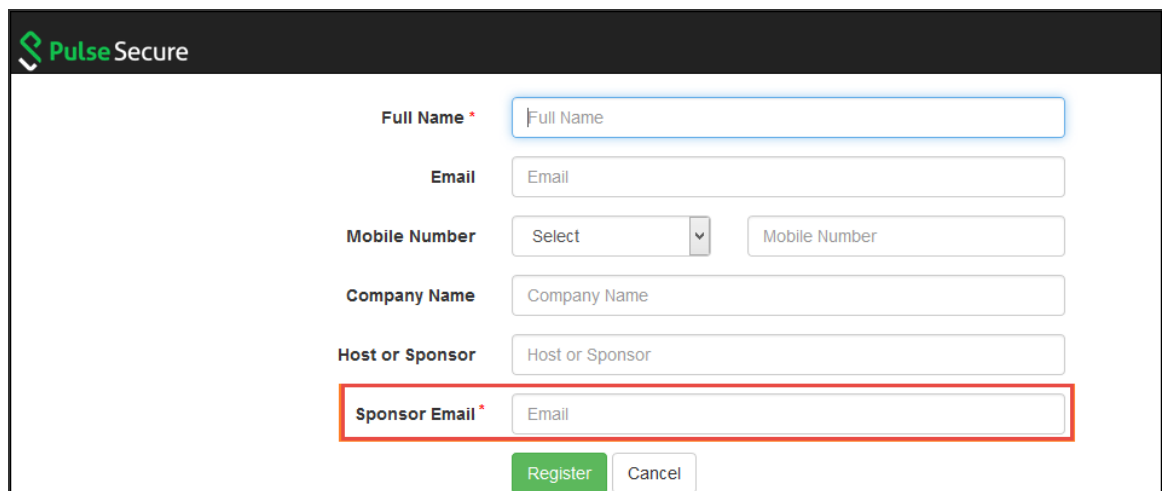 Pulse Secure
Full Name * Full Name
Email Email
Mobile Number Select Mobile Number
Company Name Company Name
Host or Sponsor Host or Sponsor
Sponsor Email * Email
Register Cancel